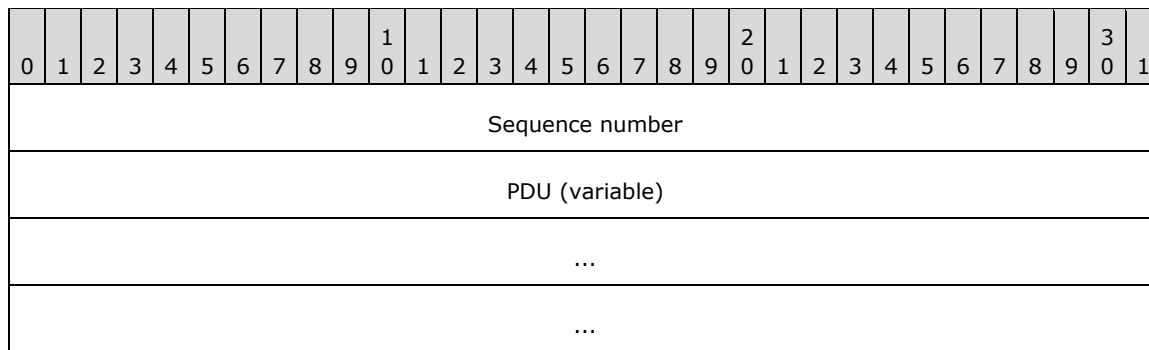 1 2 3
0 1 2 3 4 5 6 7 8 9 0 1 2 3 4 5 6 7 8 9 0 1 2 3 4 5 6 7 8 9 0 1
Sequence number
PDU (variable)
...
...